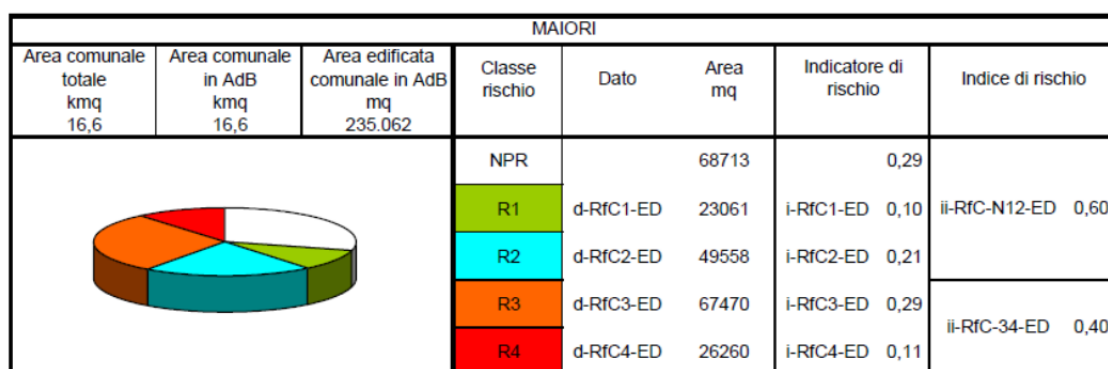 MAIORI
Area comunale totale kmq 16,6 Area comunale in AdB kmq 16,6 Area edificata comunale in AdB mq 235.062 Classe rischio Dato Area mq Indicatore di rischio Indice di rischio
NPR 68713 0,29
R1 d-RfC1-ED 23061 i-RfC1-ED 0,10 ii-RfC-N12-ED 0,60
R2 d-RfC2-ED 49558 i-RfC2-ED 0,21
R3 d-RfC3-ED 67470 i-RfC3-ED 0,29
ii-RfC-34-ED 0,40
R4 d-RfC4-ED 26260 i-RfC4-ED 0,11